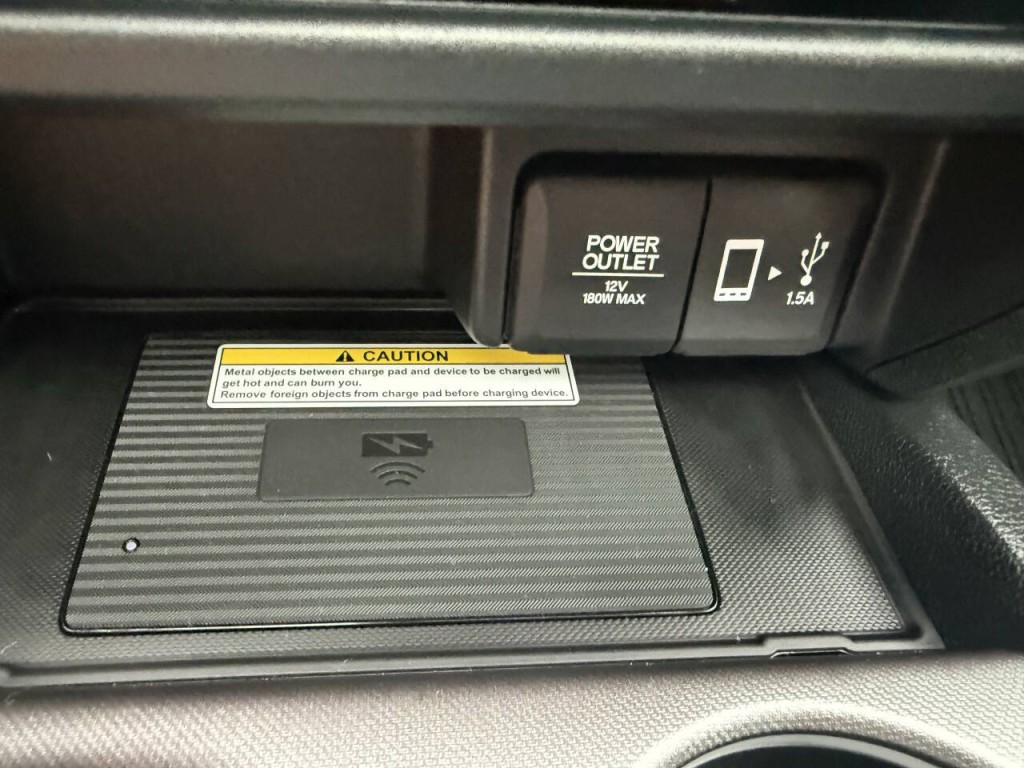 POWER
OUTLET
12V
180W MAX
1.5A
CAUTION
Metal objects between charge pad and device to be charged will
get hot and can burn you.
Remove foreign objects from charge pad before charging device.